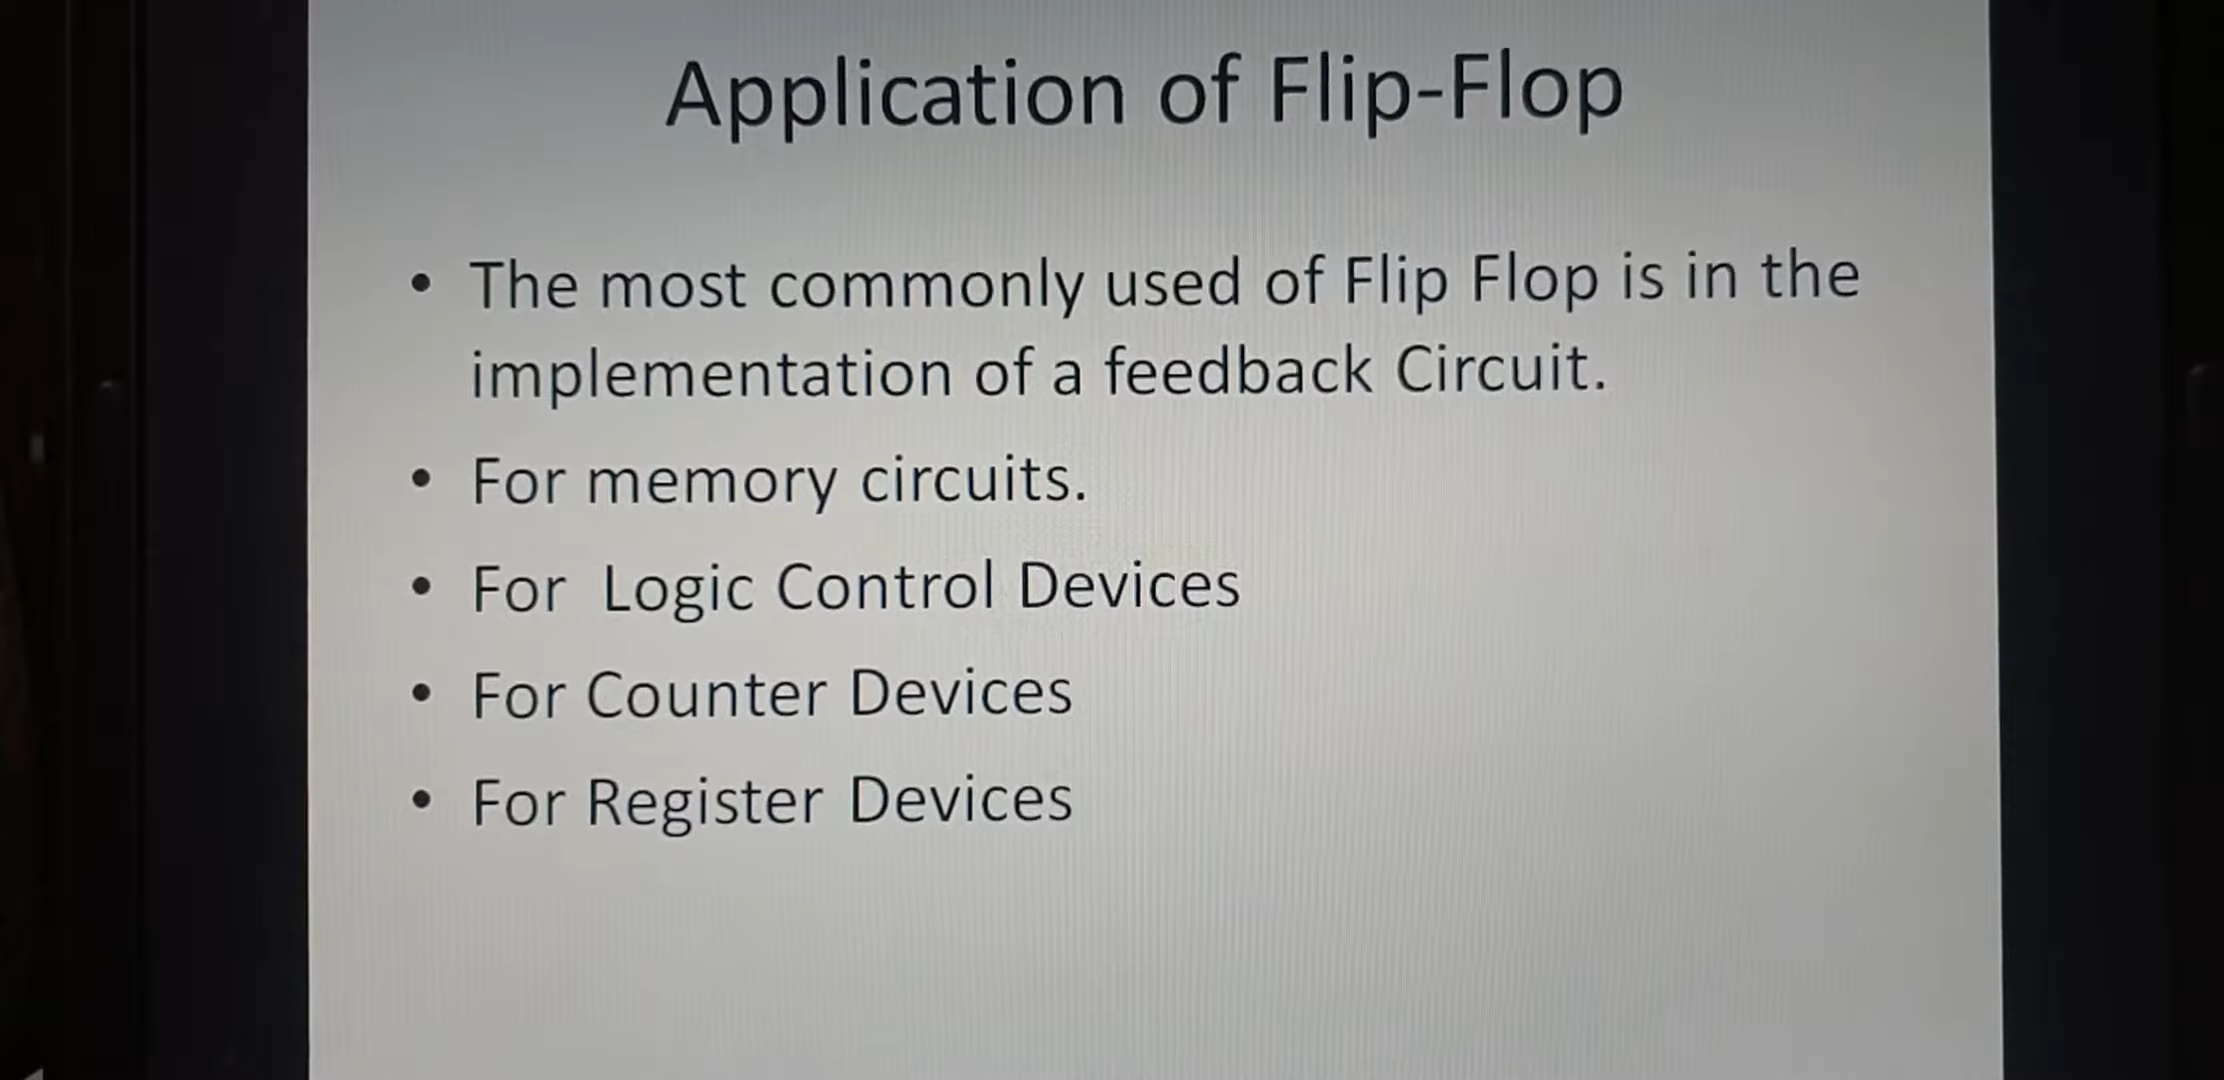 Application of Flip-Flop
• The most commonly used of Flip Flop is in the
implementation of a feedback Circuit.
• For memory circuits.
• For  Logic Control Devices
• For Counter Devices
• For Register Devices